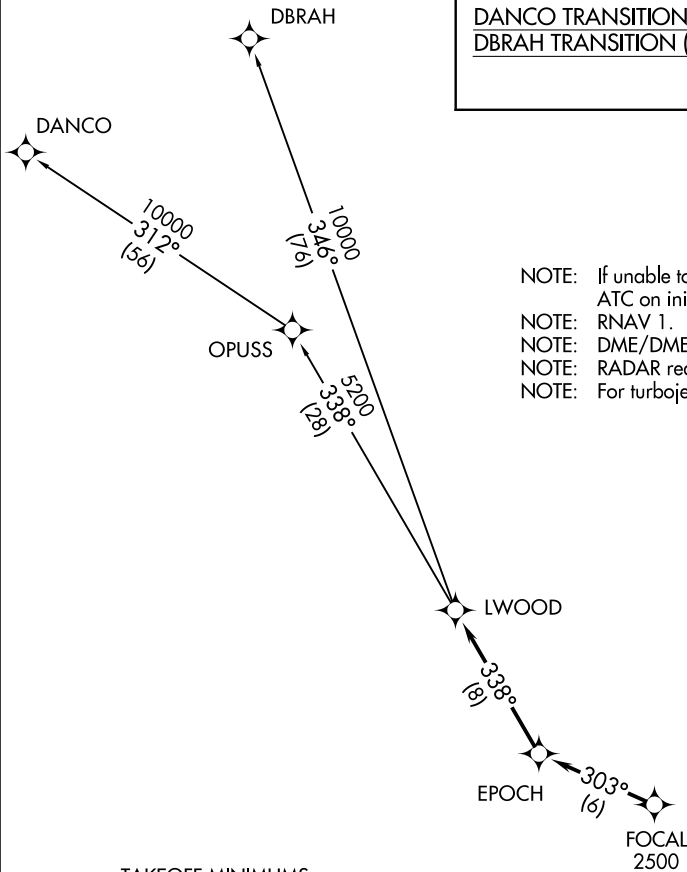 DBRAH
DANCO TRANSITION
DBRAH TRANSITION (
DANCO
10000
312°
(56)
10000
346°
(76)
NOTE: If unable to
ATC on ini
NOTE: RNAV 1.
NOTE: DME/DME
NOTE: RADAR req
NOTE: For turboje
OPUSS
5200
338°
(28)
LWOOD
338°
(8)
EPOCH
303°
(6)
FOCAL
2500
TAKEOFF MINIMUMS